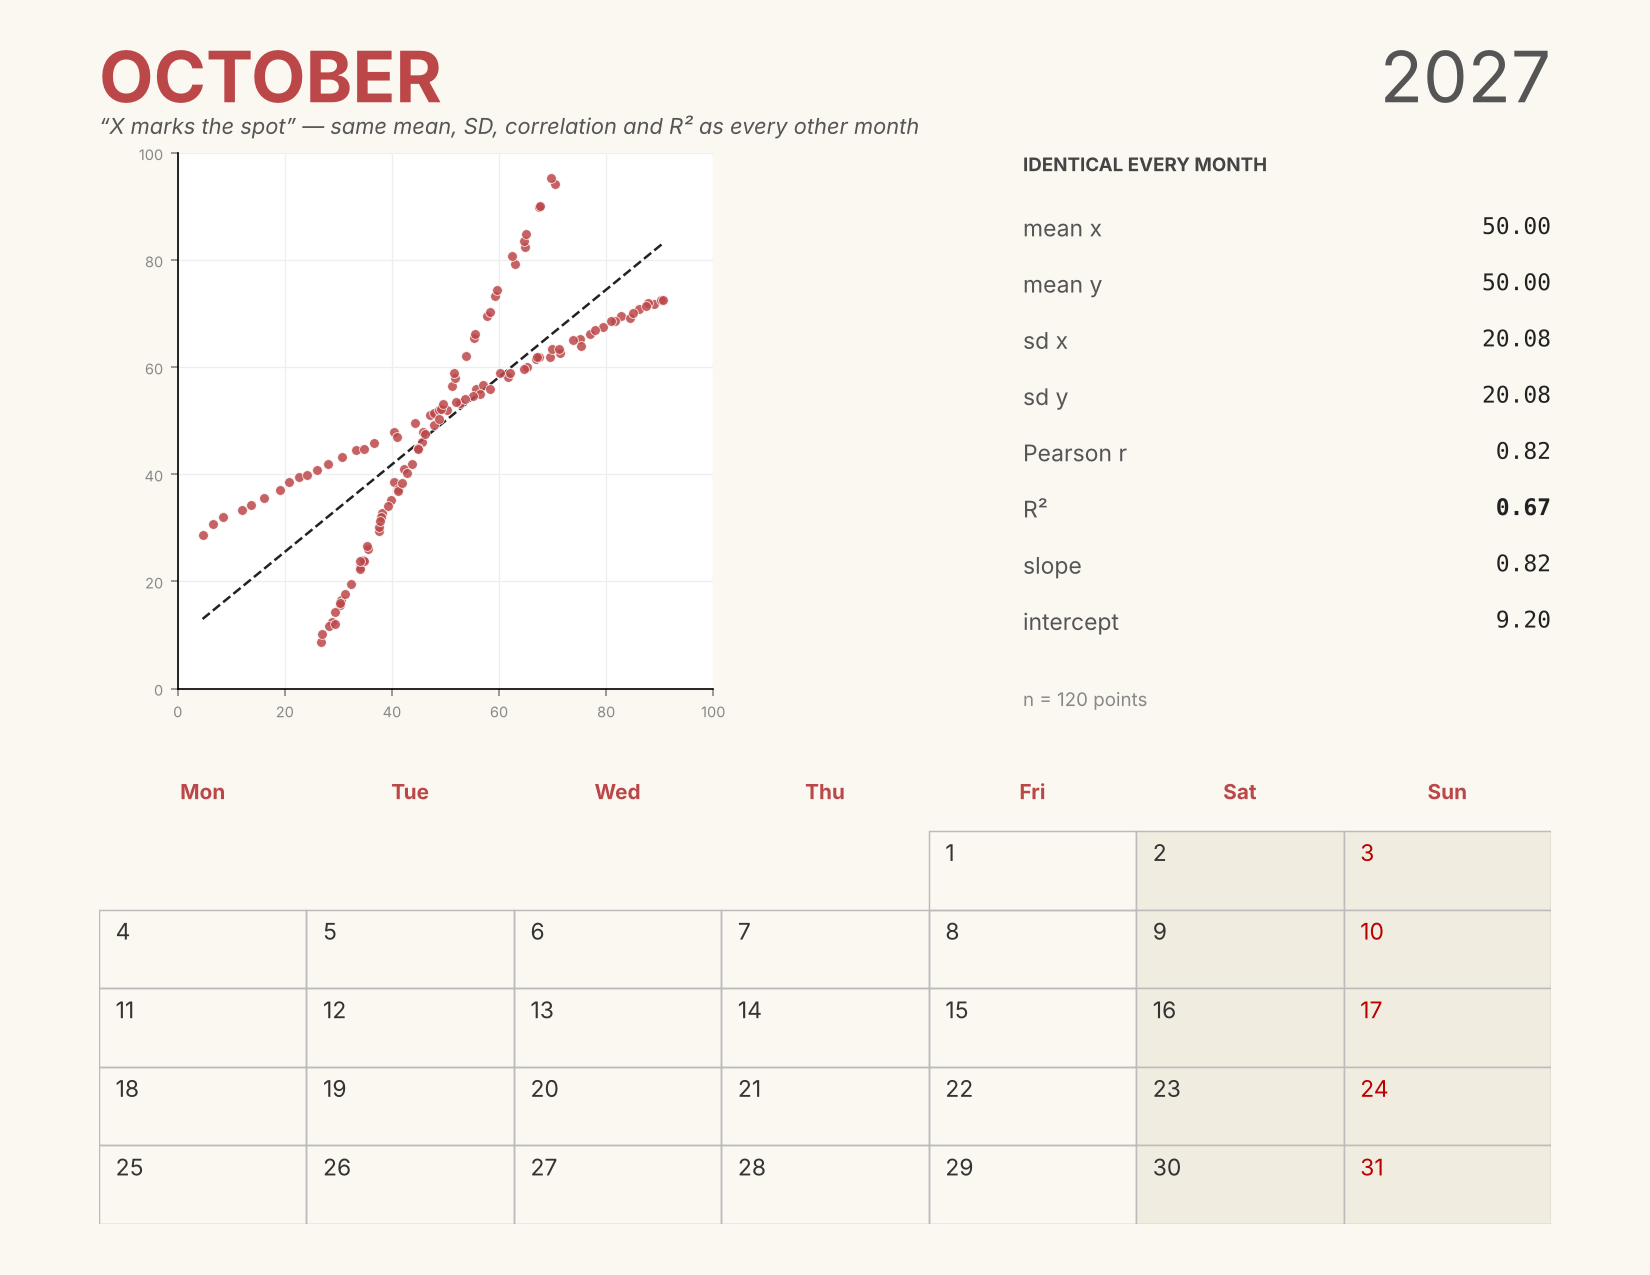 OCTOBER 2027
“X marks the spot” — same mean, SD, correlation and R² as every other month
100
80
60
40
20
0
0 20 40 60 80 100
IDENTICAL EVERY MONTH
mean x 50.00
mean y 50.00
sd x 20.08
sd y 20.08
Pearson r 0.82
R² 0.67
slope 0.82
intercept 9.20
n = 120 points
Mon Tue Wed Thu Fri Sat Sun
1 2 3
4 5 6 7 8 9 10
11 12 13 14 15 16 17
18 19 20 21 22 23 24
25 26 27 28 29 30 31